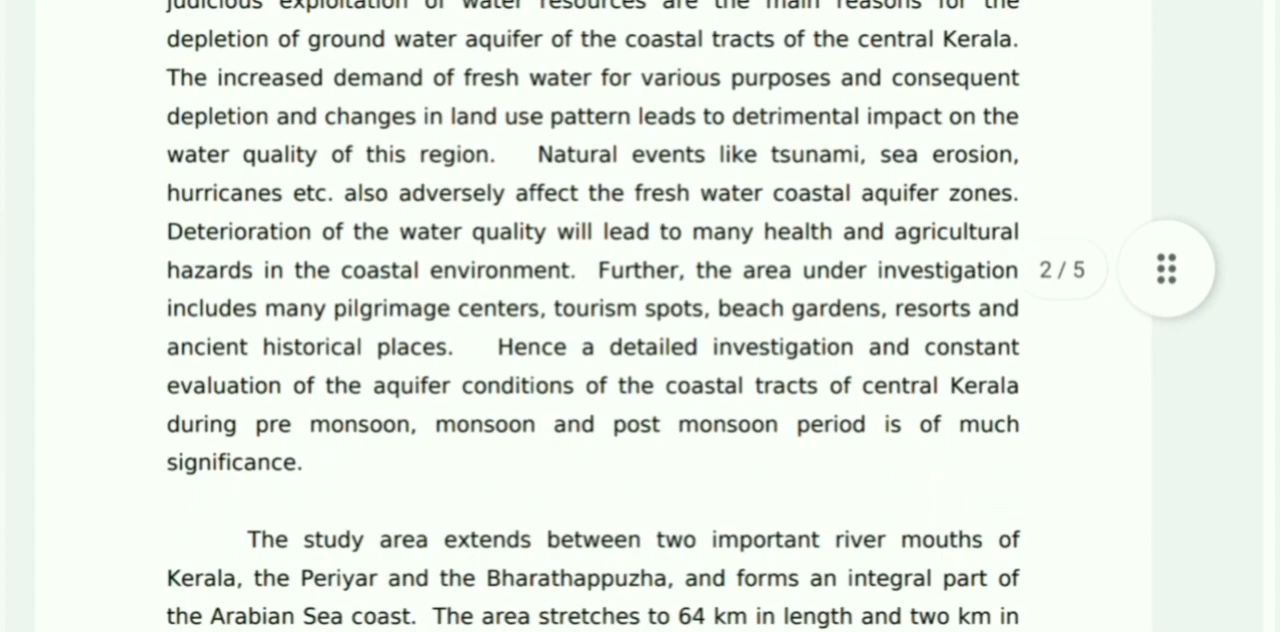 judicious exploitation of water resources are the main reasons for the
depletion of ground water aquifer of the coastal tracts of the central Kerala.
The increased demand of fresh water for various purposes and consequent
depletion and changes in land use pattern leads to detrimental impact on the
water quality of this region. Natural events like tsunami, sea erosion,
hurricanes etc. also adversely affect the fresh water coastal aquifer zones.
Deterioration of the water quality will lead to many health and agricultural
hazards in the coastal environment. Further, the area under investigation
2 / 5
includes many pilgrimage centers, tourism spots, beach gardens, resorts and
ancient historical places. Hence a detailed investigation and constant
evaluation of the aquifer conditions of the coastal tracts of central Kerala
during pre monsoon, monsoon and post monsoon period is of much
significance.
The study area extends between two important river mouths of
Kerala, the Periyar and the Bharathappuzha, and forms an integral part of
the Arabian Sea coast. The area stretches to 64 km in length and two km in